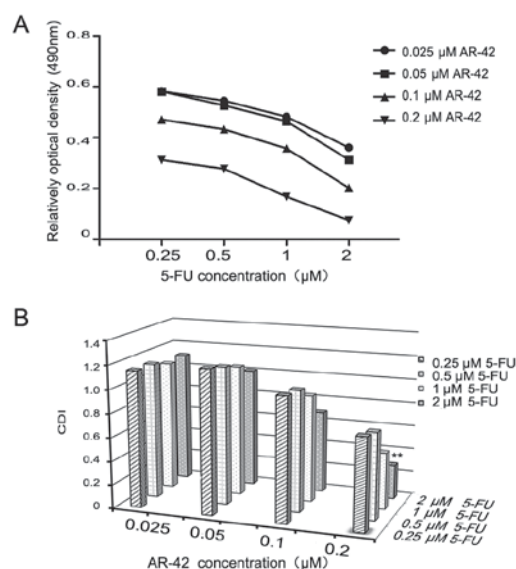 A
Relatively optical density (490nm)
0.8
0.6
0.4
0.2
0
0.25
0.5
1
2
5-FU concentration (μM)
0.025 μM AR-42
0.05 μM AR-42
0.1 μM AR-42
0.2 μM AR-42
B
CDI
1.4
1.2
1.0
0.8
0.6
0.4
0.2
0
0.025
0.05
0.1
0.2
AR-42 concentration (μM)
0.25 μM 5-FU
0.5 μM 5-FU
1 μM 5-FU
2 μM 5-FU
**
2 μM 5-FU
1 μM 5-FU
0.5 μM 5-FU
0.25 μM 5-FU